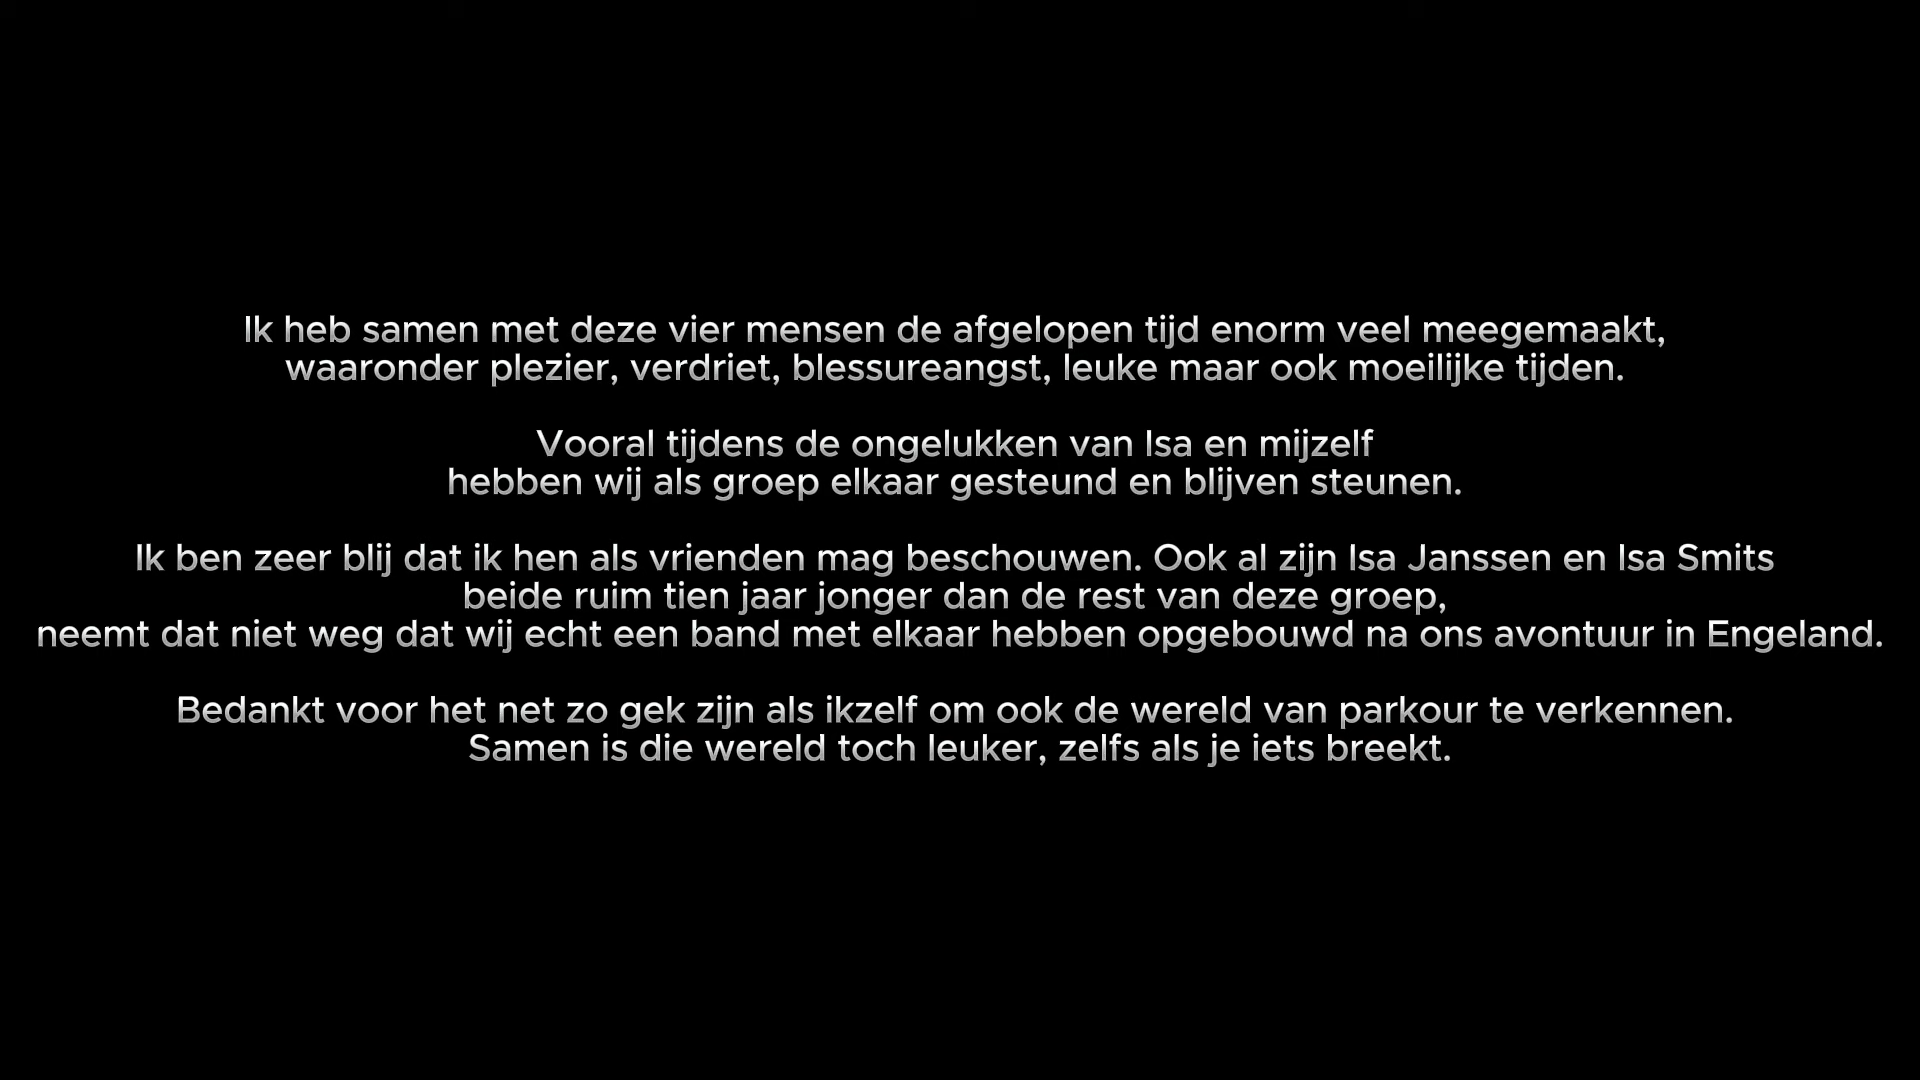 Ik heb samen met deze vier mensen de afgelopen tijd enorm veel meegemaakt,
waaronder plezier, verdriet, blessureangst, leuke maar ook moeilijke tijden.
Vooral tijdens de ongelukken van Isa en mijzelf
hebben wij als groep elkaar gesteund en blijven steunen.
Ik ben zeer blij dat ik hen als vrienden mag beschouwen. Ook al zijn Isa Janssen en Isa Smits
beide ruim tien jaar jonger dan de rest van deze groep,
neemt dat niet weg dat wij echt een band met elkaar hebben opgebouwd na ons avontuur in Engeland.
Bedankt voor het net zo gek zijn als ikzelf om ook de wereld van parkour te verkennen.
Samen is die wereld toch leuker, zelfs als je iets breekt.